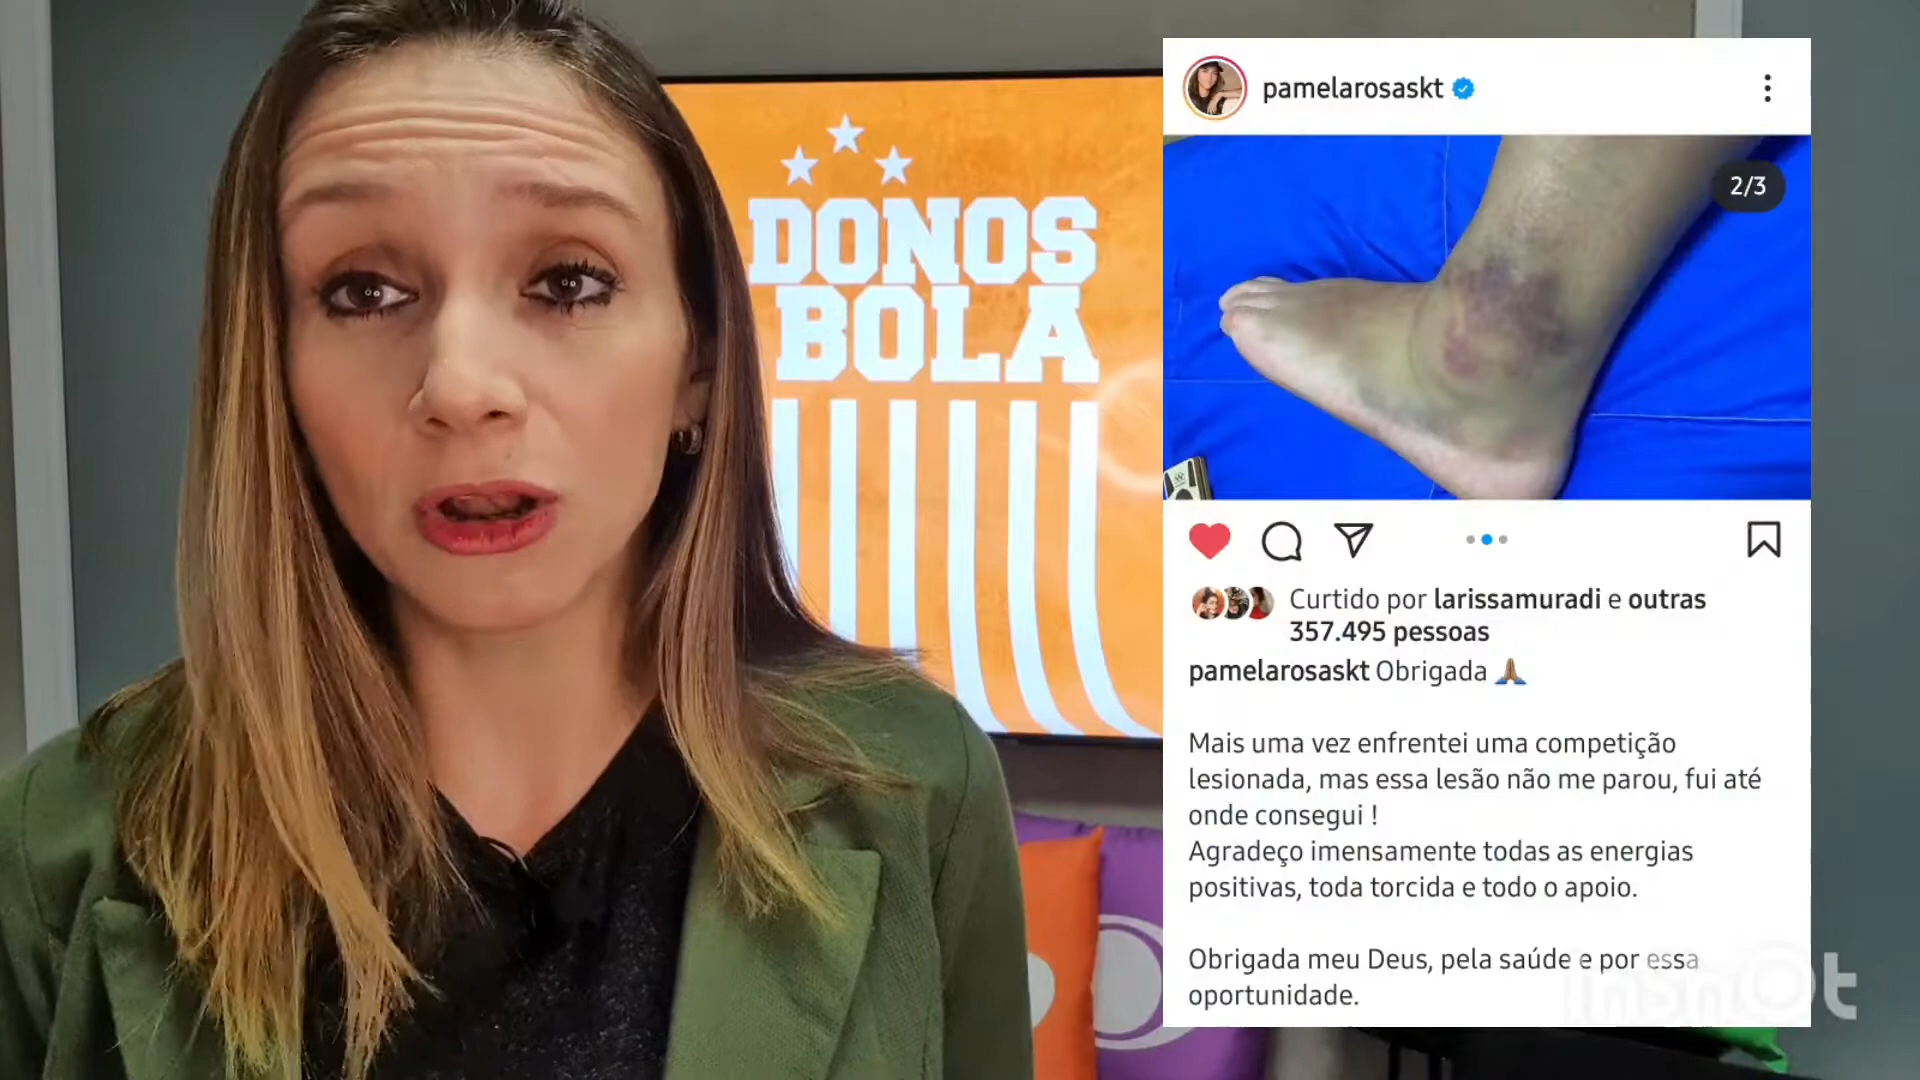 DONOS
BOLA
pamelarosaskt
2/3
Curtido por larissamuradi e outras
357.495 pessoas
pamelarosaskt Obrigada 🙏🏾
Mais uma vez enfrentei uma competição
lesionada, mas essa lesão não me parou, fui até
onde consegui !
Agradeço imensamente todas as energias
positivas, toda torcida e todo o apoio.
Obrigada meu Deus, pela saúde e por essa
oportunidade.
InShOt